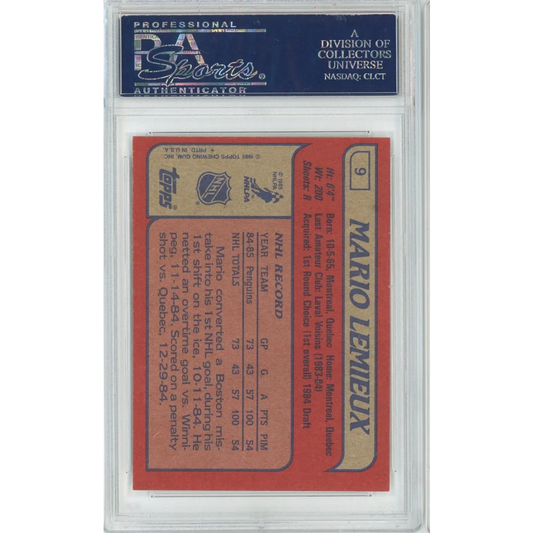 PROFESSIONAL
PSA
Sports
AUTHENTICATOR
A
DIVISION OF
COLLECTORS
UNIVERSE
NASDAQ: CLCT
9
MARIO LEMIEUX
Ht: 6'4" Born: 10-5-65, Montreal, Quebec Home: Montreal, Quebec
Wt: 200 Last Amateur Club: Laval Voisins (1983-84)
Shoots: R Acquired: 1st Round Choice (1st overall) 1984 Draft
© 1985
NHLPA
NHLPA
NHL
topps
© 1985 TOPPS CHEWING GUM, INC.
PRTD. IN U.S.A.
NHL RECORD
YEAR TEAM GP G A PTS PIM
84-85 Penguins 73 43 57 100 54
NHL TOTALS 73 43 57 100 54
Mario converted a Boston mis-
take into his 1st NHL goal, during his
1st shift on the ice, 10-11-84. He
netted an overtime goal vs. Winni-
peg, 11-14-84. Scored on a penalty
shot vs. Quebec, 12-29-84.